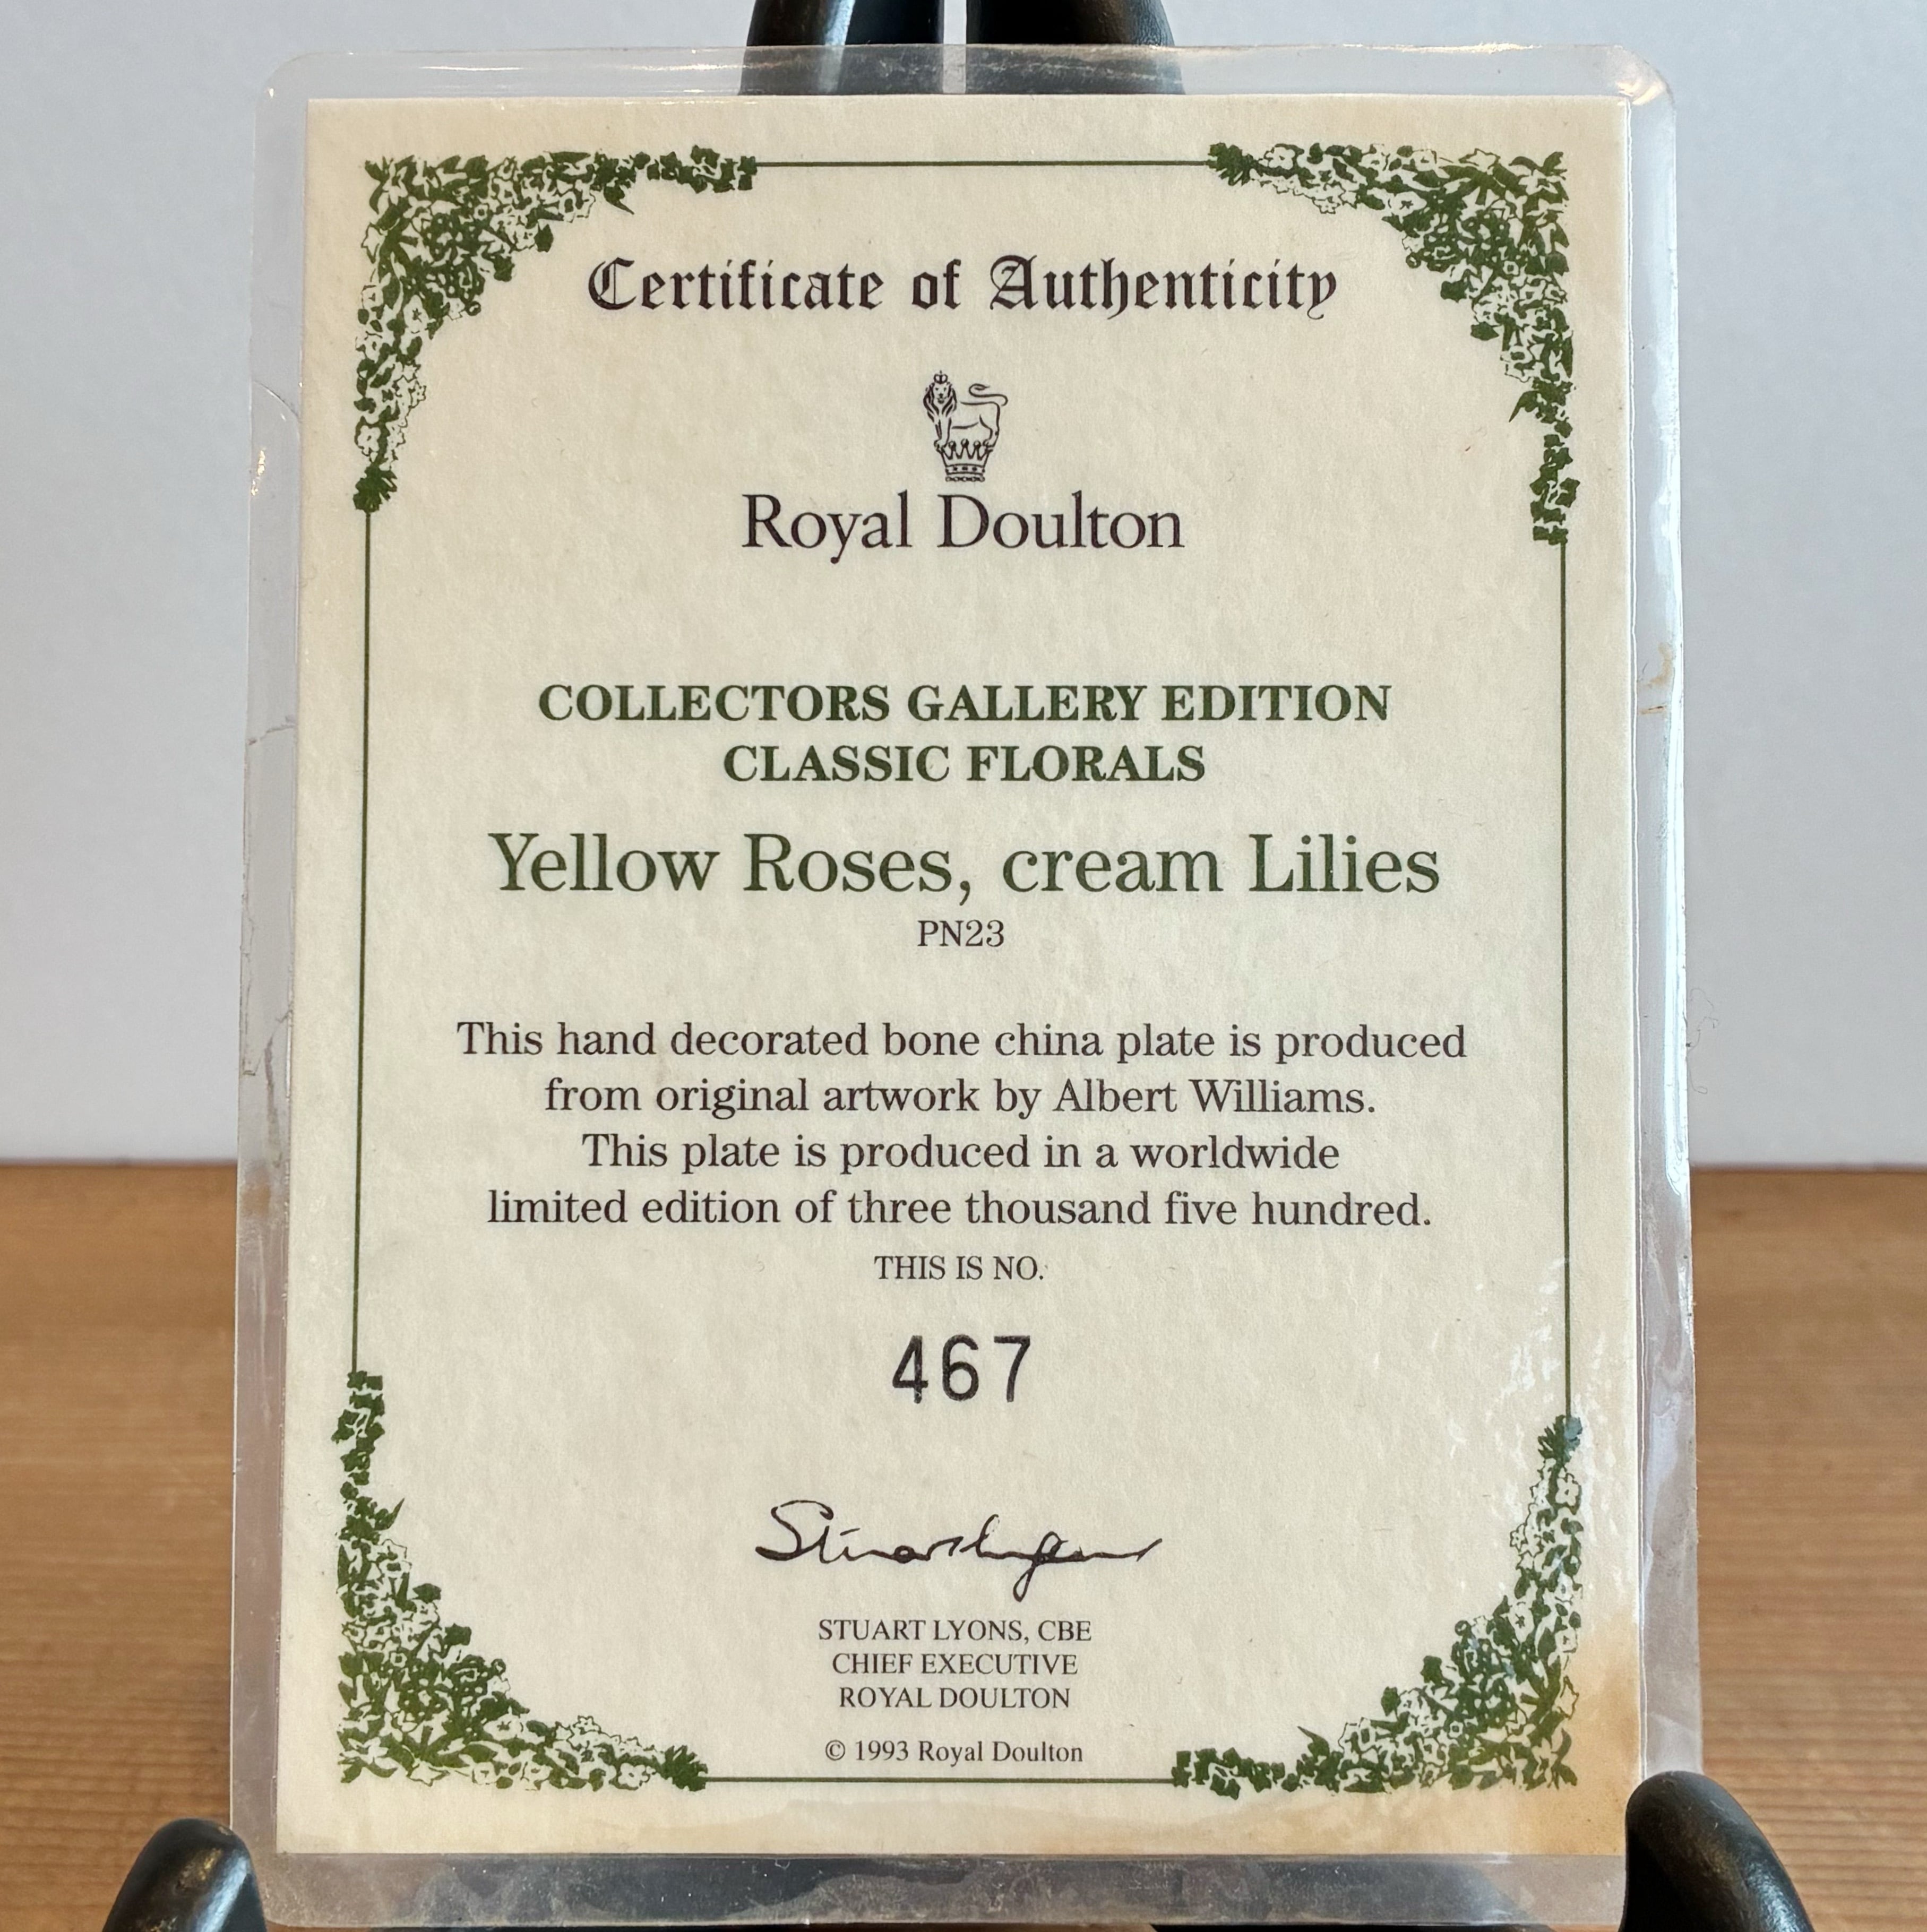 Certificate of Authenticity
Royal Doulton
COLLECTORS GALLERY EDITION
CLASSIC FLORALS
Yellow Roses, cream Lilies
PN23
This hand decorated bone china plate is produced
from original artwork by Albert Williams.
This plate is produced in a worldwide
limited edition of three thousand five hundred.
THIS IS NO.
467
Stuart Lyons
STUART LYONS, CBE
CHIEF EXECUTIVE
ROYAL DOULTON
© 1993 Royal Doulton